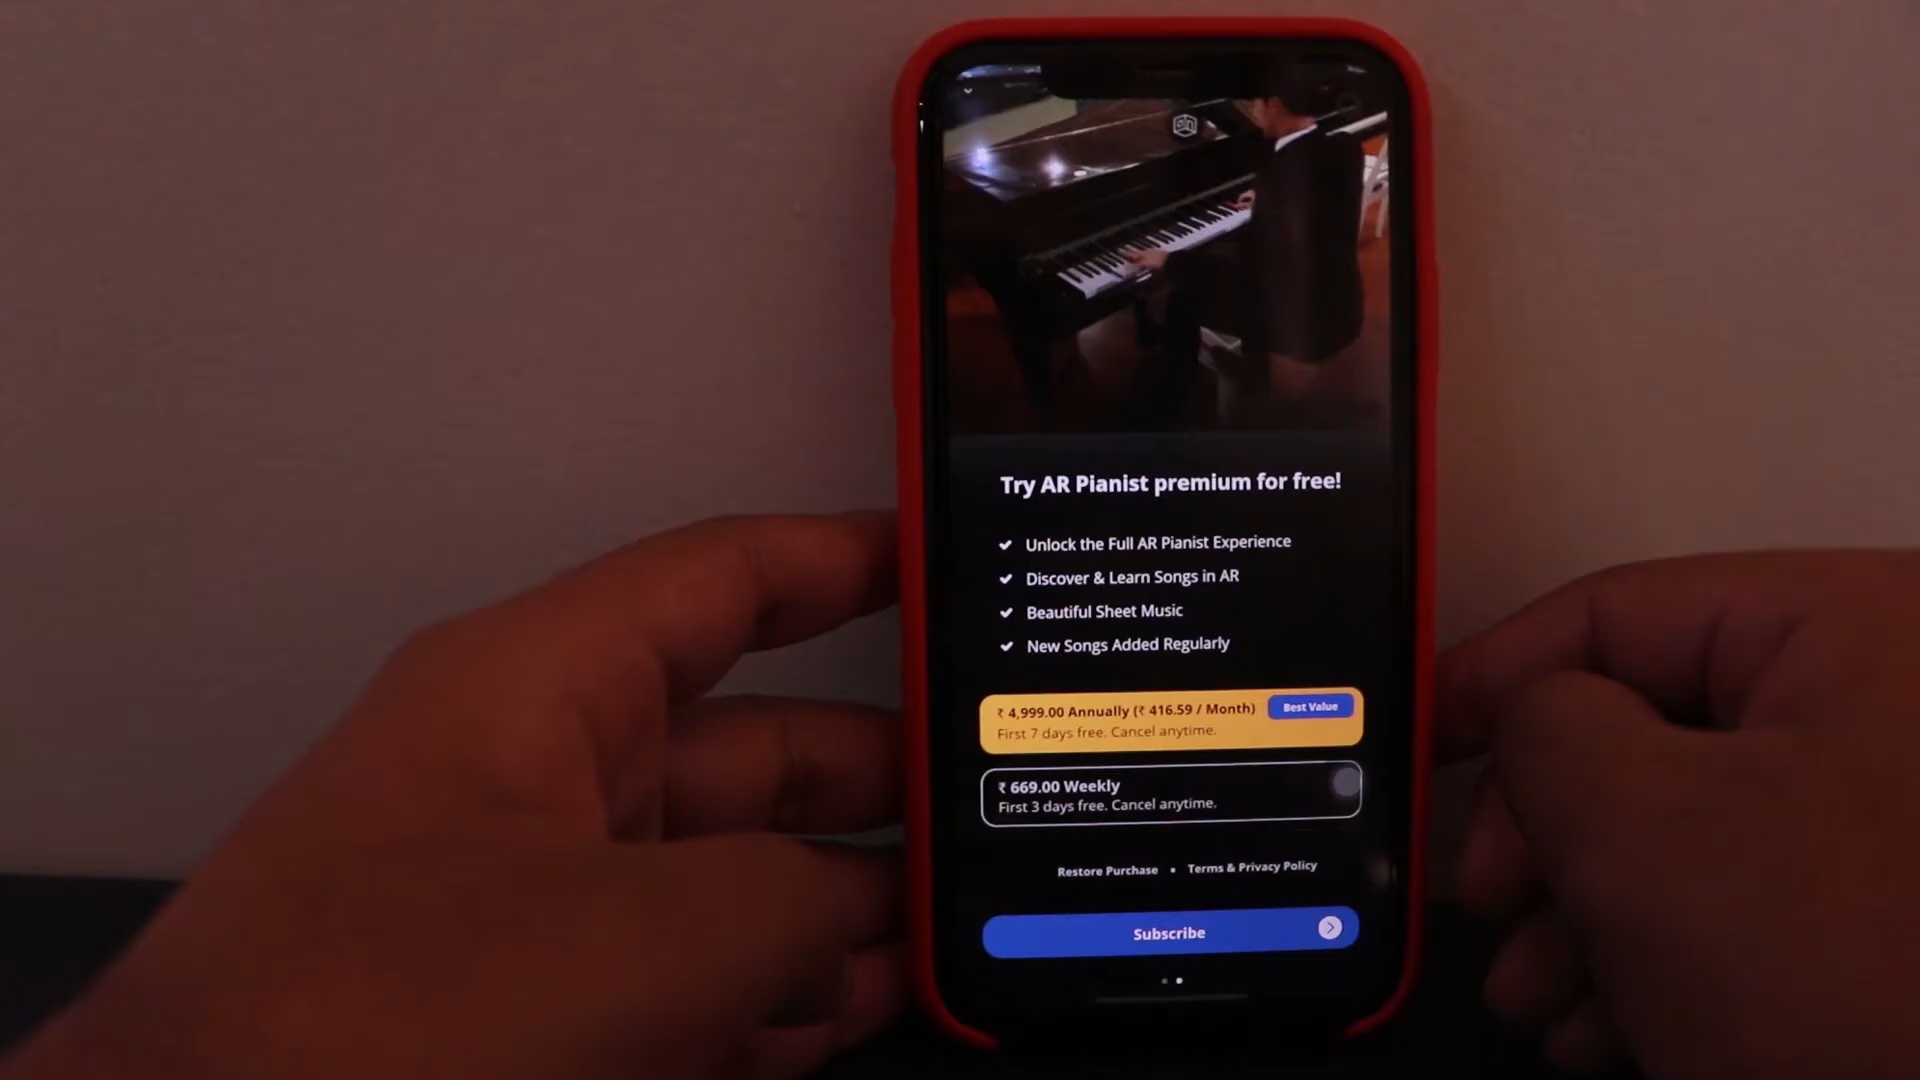 Try AR Pianist premium for free!
Unlock the Full AR Pianist Experience
Discover & Learn Songs in AR
Beautiful Sheet Music
New Songs Added Regularly
₹ 4,999.00 Annually (₹ 416.59 / Month)
Best Value
First 7 days free. Cancel anytime.
₹ 669.00 Weekly
First 3 days free. Cancel anytime.
Restore Purchase • Terms & Privacy Policy
Subscribe